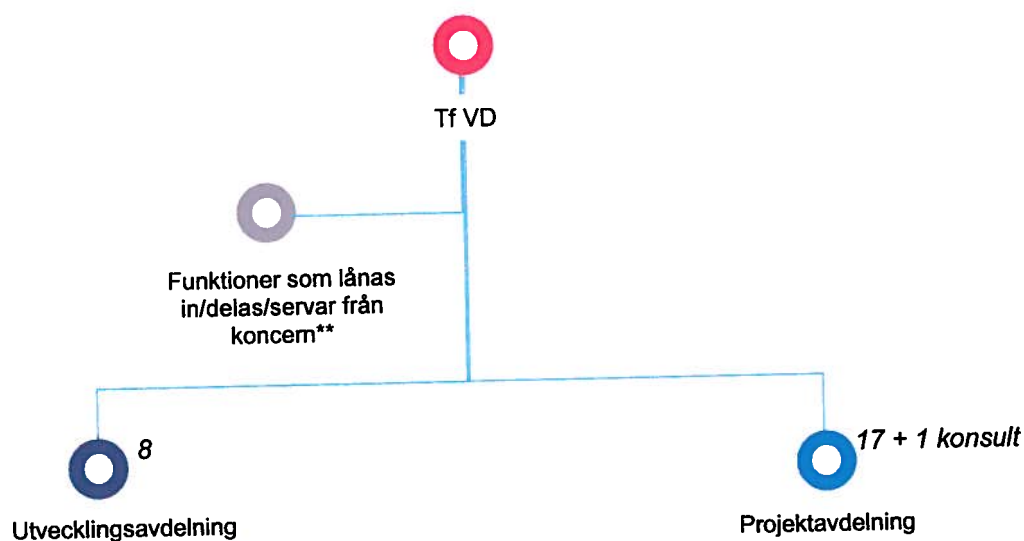 Tf VD
Funktioner som lånas
in/delas/servar från
koncern**
8
17 + 1 konsult
Utvecklingsavdelning
Projektavdelning